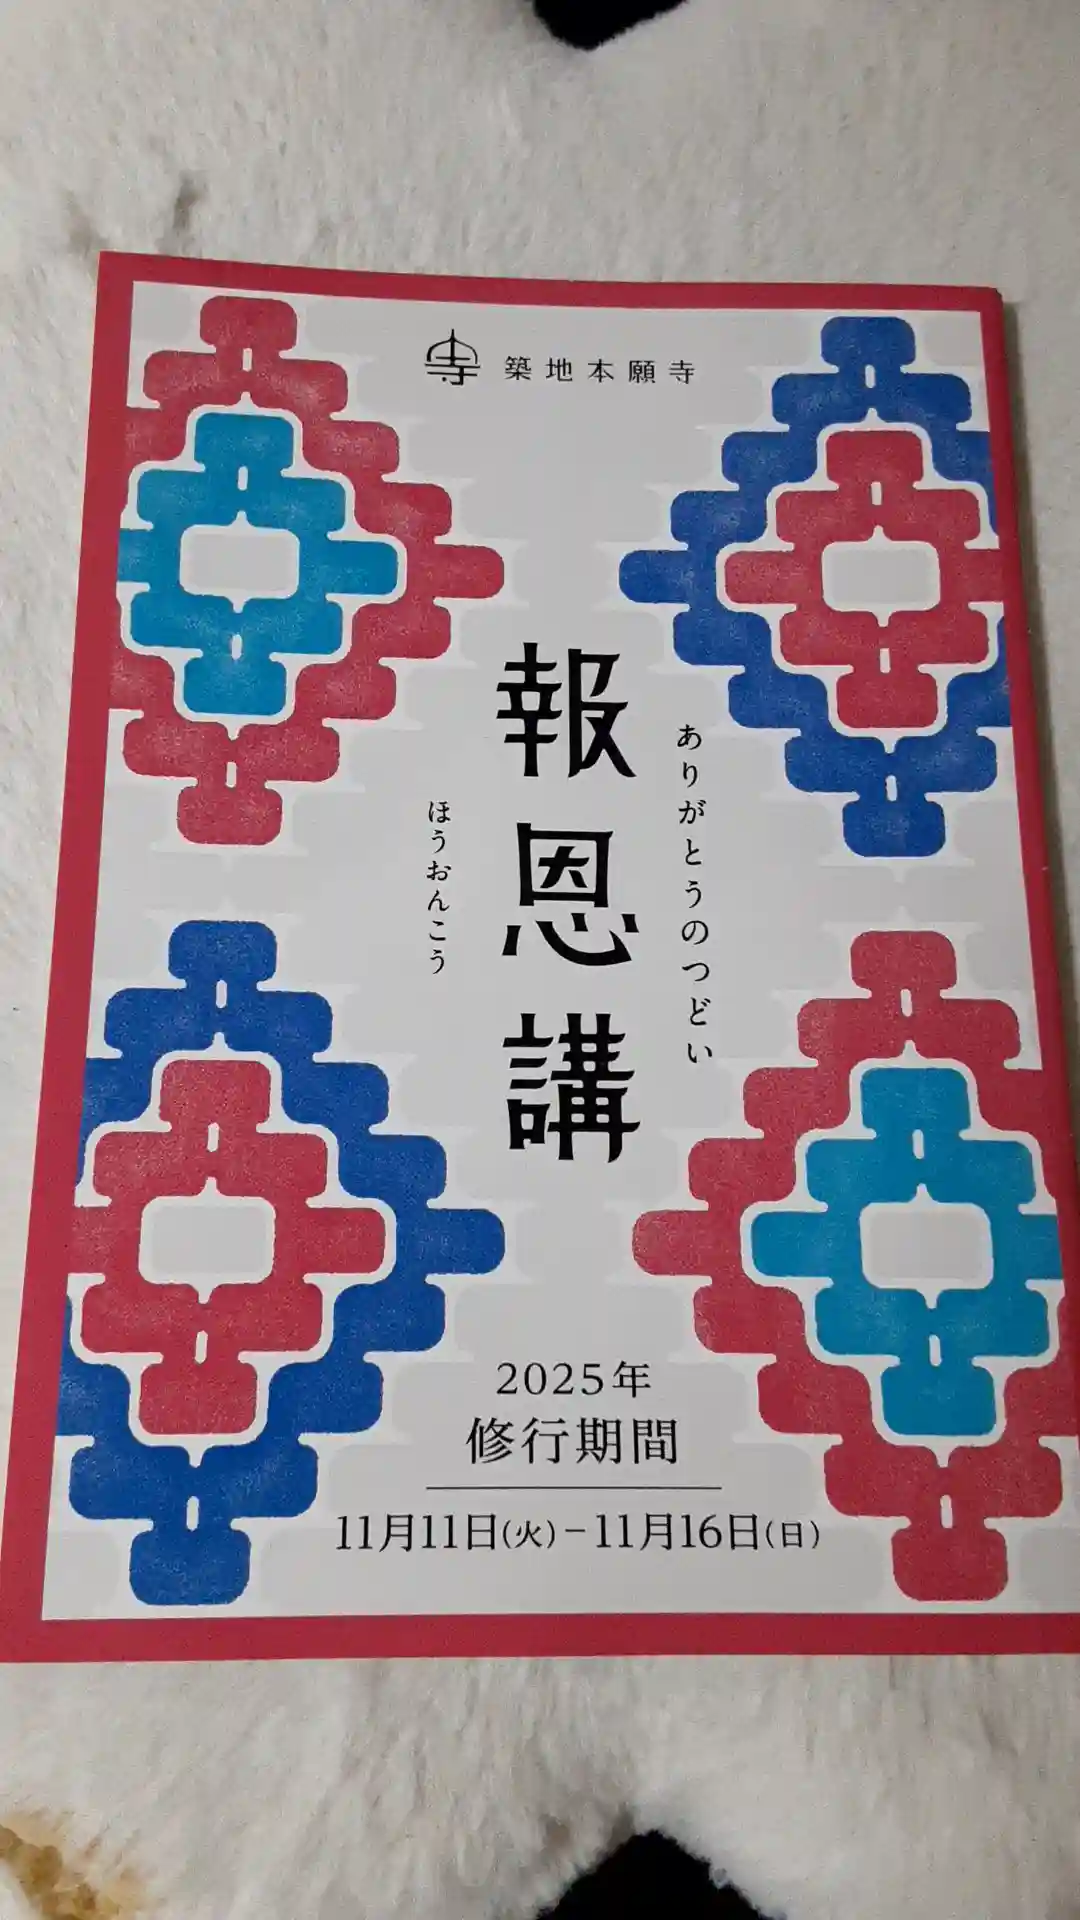 築地本願寺
ありがとうのつどい
報恩講
ほうおんこう
2025年
修行期間
11月11日(火)-11月16日(日)